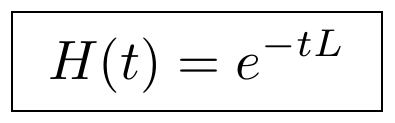 H(t) = e^{-tL}